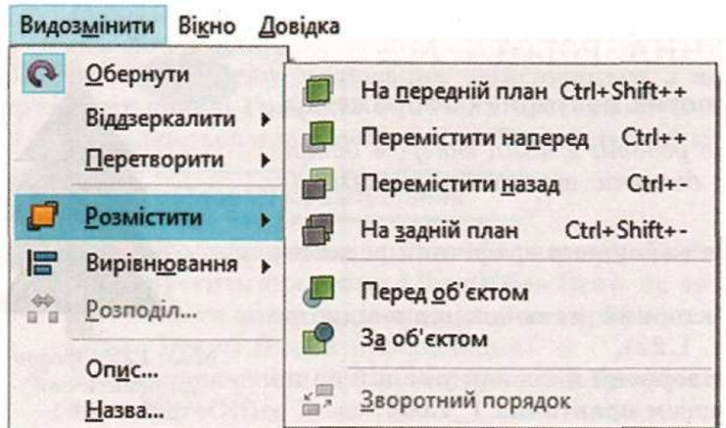 Видозмінити Вікно Довідка
Обернути
Віддзеркалити
Перетворити
Розмістити
Вирівнювання
Розподіл...
Опис...
Назва...
На передній план Ctrl+Shift++
Перемістити наперед Ctrl++
Перемістити назад Ctrl+-
На задній план Ctrl+Shift+-
Перед об'єктом
За об'єктом
Зворотний порядок